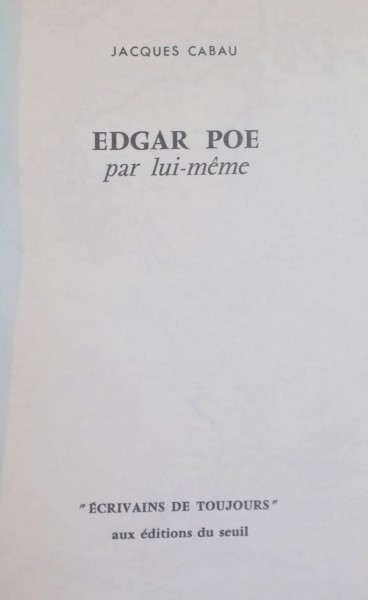 JACQUES CABAU
EDGAR POE
par lui-même
"ÉCRIVAINS DE TOUJOURS"
aux éditions du seuil